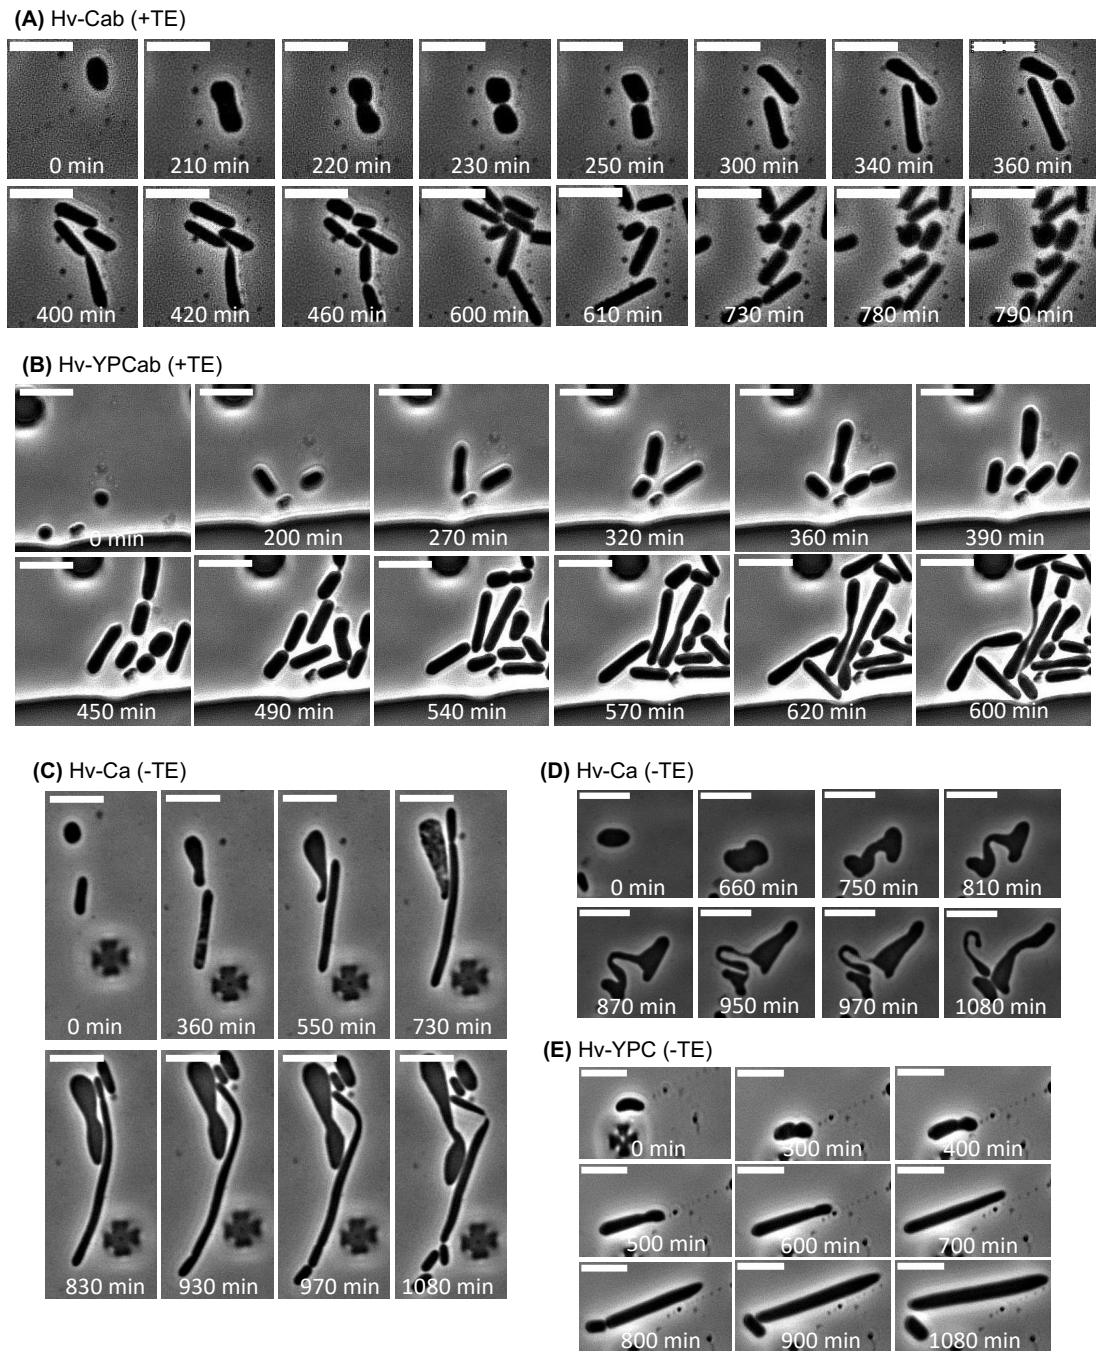 (A) Hv-Cab (+TE)
0 min
210 min
220 min
230 min
250 min
300 min
340 min
360 min
400 min
420 min
460 min
600 min
610 min
730 min
780 min
790 min
(B) Hv-YPCab (+TE)
0 min
200 min
270 min
320 min
360 min
390 min
450 min
490 min
540 min
570 min
620 min
600 min
(C) Hv-Ca (-TE)
0 min
360 min
550 min
730 min
830 min
930 min
970 min
1080 min
(D) Hv-Ca (-TE)
0 min
660 min
750 min
810 min
870 min
950 min
970 min
1080 min
(E) Hv-YPC (-TE)
0 min
300 min
400 min
500 min
600 min
700 min
800 min
900 min
1080 min